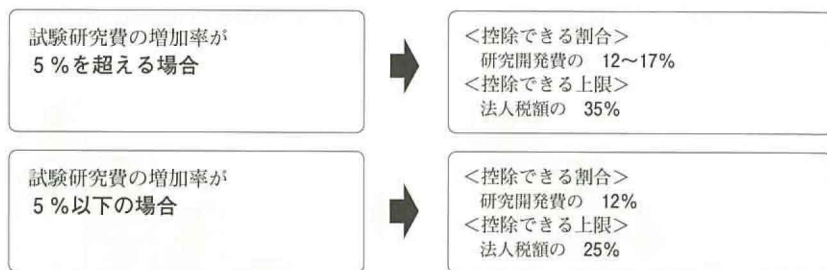 試験研究費の増加率が
5%を超える場合
<控除できる割合>
研究開発費の 12~17%
<控除できる上限>
法人税額の 35%
試験研究費の増加率が
5%以下の場合
<控除できる割合>
研究開発費の 12%
<控除できる上限>
法人税額の 25%